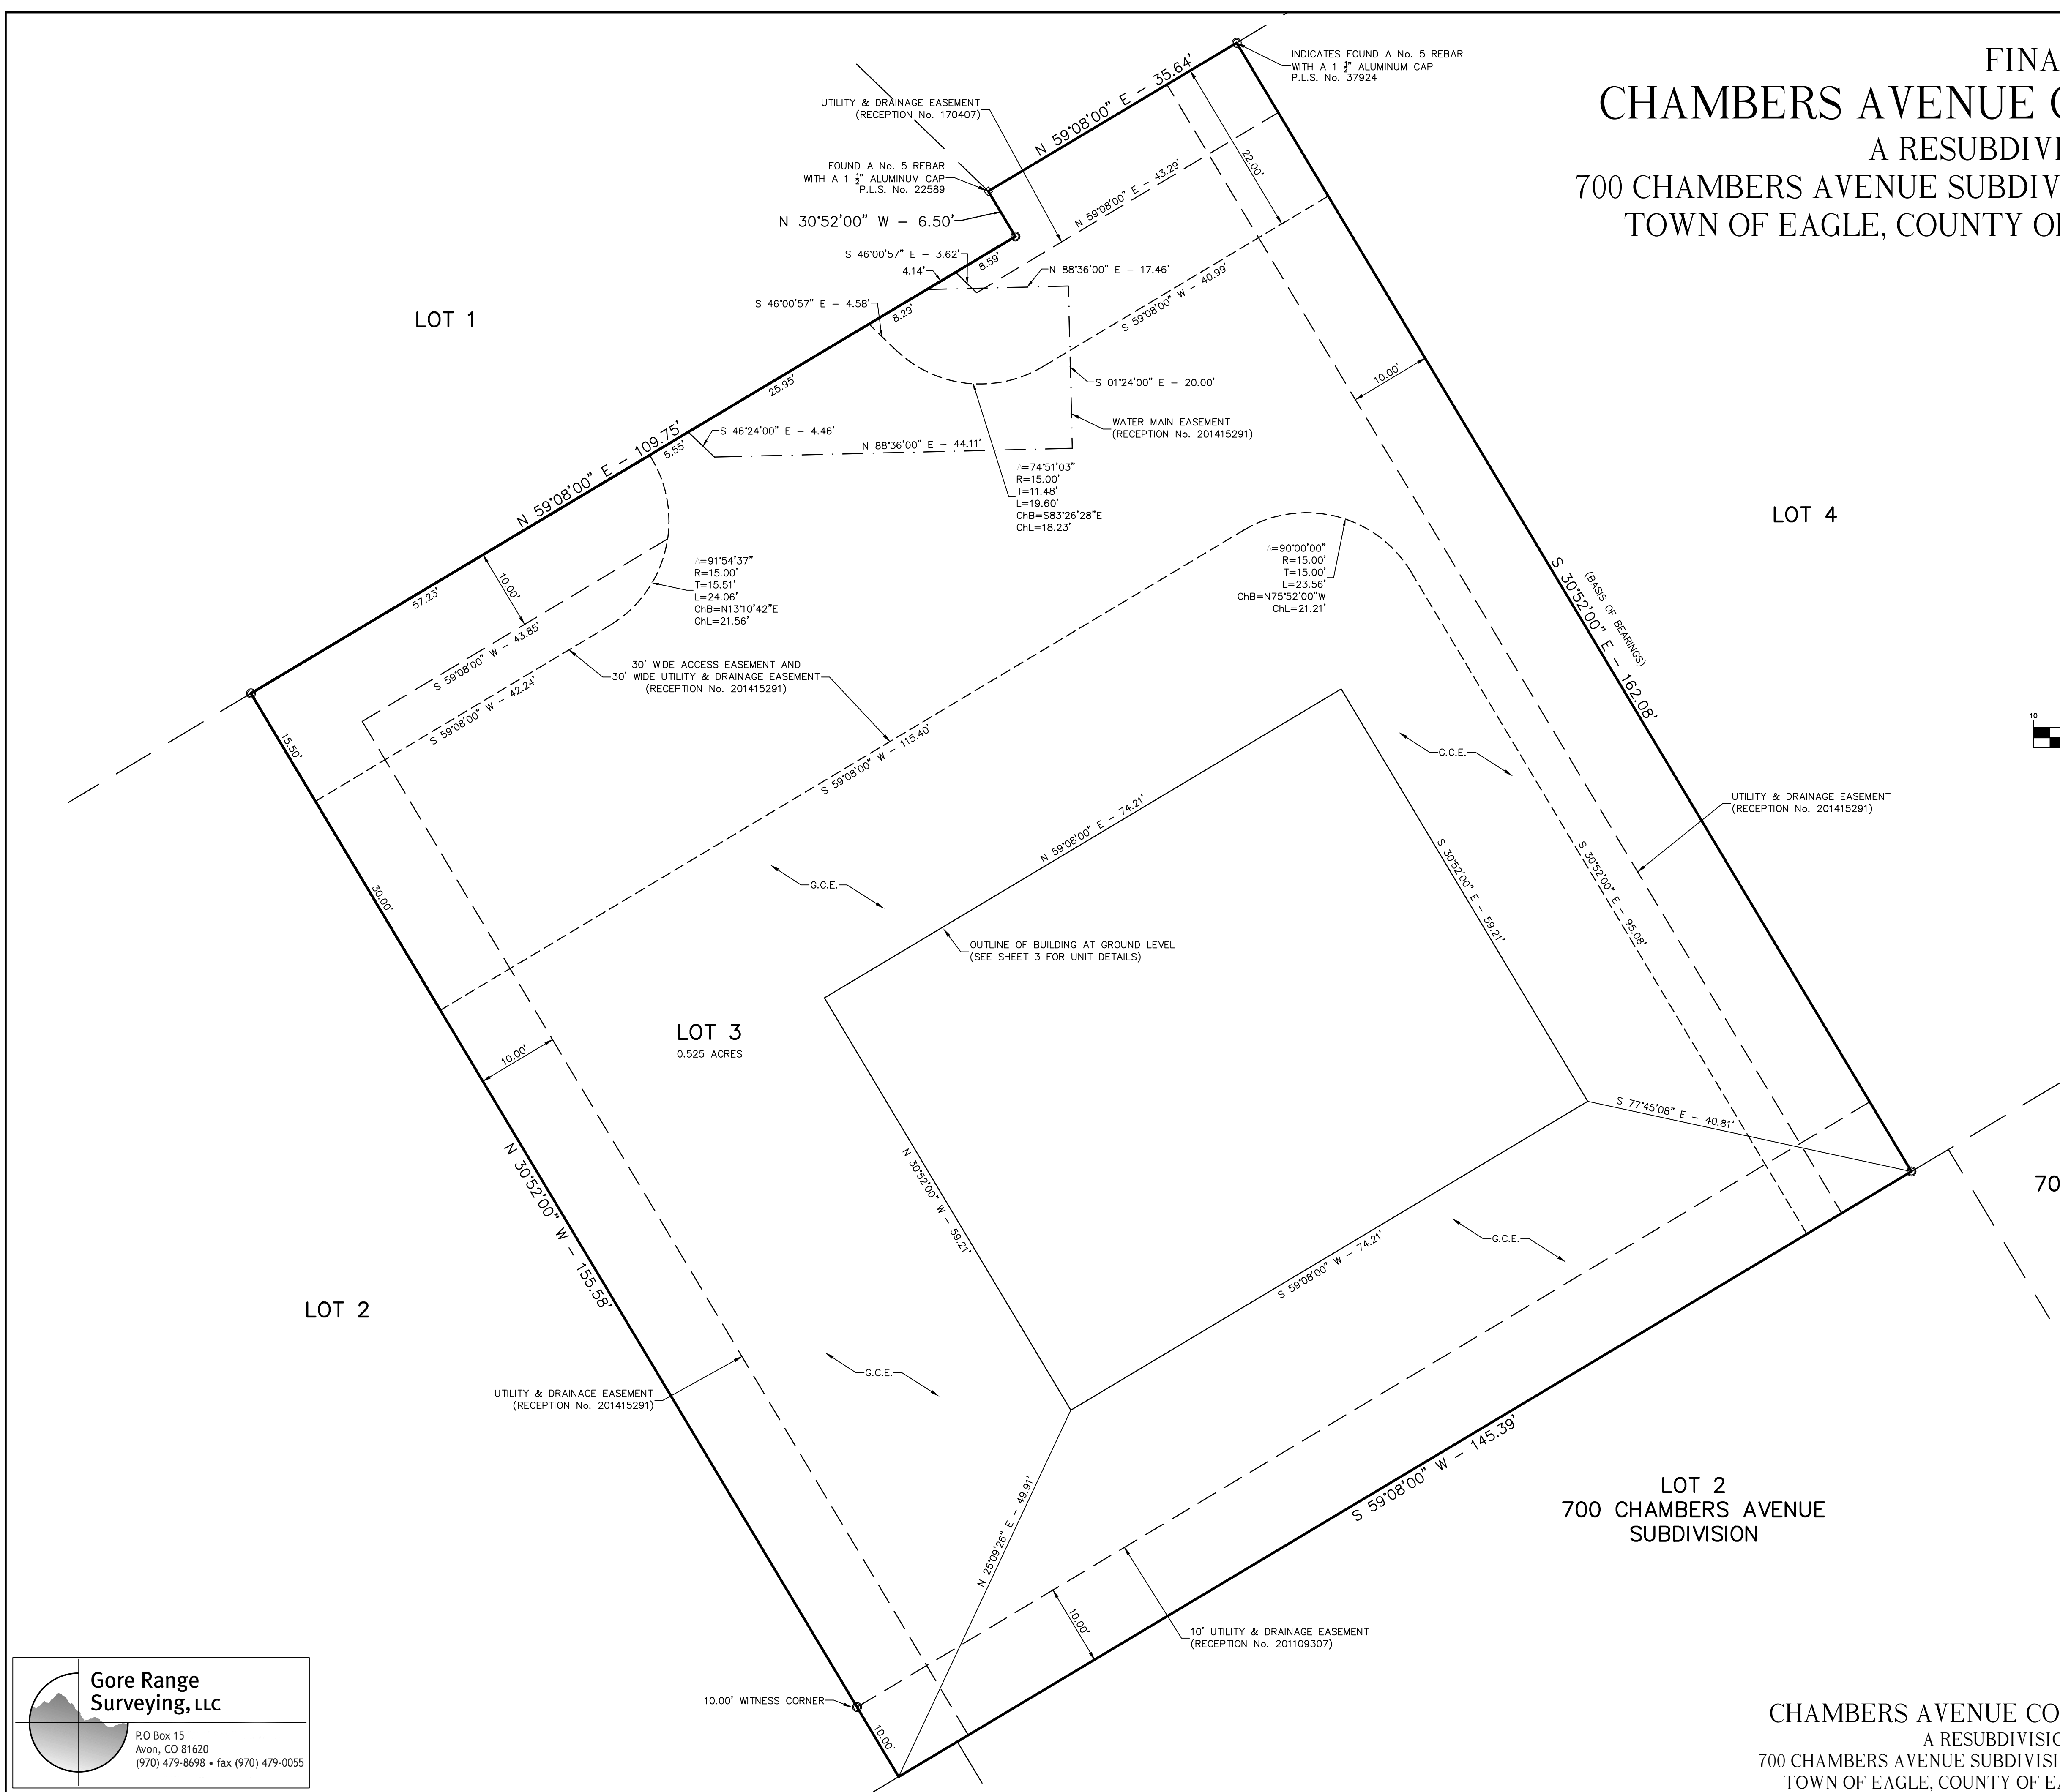 FINA
CHAMBERS AVENUE C
A RESUBDIVI
700 CHAMBERS AVENUE SUBDIV
TOWN OF EAGLE, COUNTY OF
INDICATES FOUND A No. 5 REBAR
WITH A 1 ½" ALUMINUM CAP
P.L.S. No. 37924
N 59°08'00" E - 35.64'
UTILITY & DRAINAGE EASEMENT
(RECEPTION No. 170407)
FOUND A No. 5 REBAR
WITH A 1 ½" ALUMINUM CAP
P.L.S. No. 22589
N 30°52'00" W - 6.50'
22.00'
N 59°08'00" E - 43.29'
S 46°00'57" E - 3.62'
8.59'
4.14'
N 88°36'00" E - 17.46'
S 46°00'57" E - 4.58'
8.29'
S 59°08'00" W - 40.99'
LOT 1
25.95'
S 01°24'00" E - 20.00'
10.00'
WATER MAIN EASEMENT
(RECEPTION No. 201415291)
S 46°24'00" E - 4.46'
N 88°36'00" E - 44.11'
N 59°08'00" E - 109.75'
5.55'
Δ=74°51'03"
R=15.00'
T=11.48'
L=19.60'
ChB=S83°26'28"E
ChL=18.23'
LOT 4
Δ=91°54'37"
R=15.00'
T=15.51'
L=24.06'
ChB=N13°10'42"E
ChL=21.56'
Δ=90°00'00"
R=15.00'
T=15.00'
L=23.56'
ChB=N75°52'00"W
ChL=21.21'
57.23'
10.00'
S 59°08'00" W - 43.85'
S 59°08'00" W - 42.24'
30' WIDE ACCESS EASEMENT AND
30' WIDE UTILITY & DRAINAGE EASEMENT
(RECEPTION No. 201415291)
(BASIS OF BEARINGS)
S 30°52'00" E - 162.08'
15.50'
S 59°08'00" W - 115.40'
10
G.C.E.
UTILITY & DRAINAGE EASEMENT
(RECEPTION No. 201415291)
N 59°08'00" E - 74.21'
30.00'
G.C.E.
S 30°52'00" E - 59.21'
S 30°52'00" E - 95.08'
OUTLINE OF BUILDING AT GROUND LEVEL
(SEE SHEET 3 FOR UNIT DETAILS)
LOT 3
0.525 ACRES
10.00'
S 77°45'08" E - 40.81'
70
N 30°52'00" W - 155.58'
N 30°52'00" W - 59.21'
G.C.E.
S 59°08'00" W - 74.21'
LOT 2
G.C.E.
UTILITY & DRAINAGE EASEMENT
(RECEPTION No. 201415291)
S 59°08'00" W - 145.39'
LOT 2
700 CHAMBERS AVENUE
SUBDIVISION
N 25°09'26" E - 49.91'
10.00'
10' UTILITY & DRAINAGE EASEMENT
(RECEPTION No. 201109307)
10.00' WITNESS CORNER
10.00'
Gore Range
Surveying, LLC
P.O Box 15
Avon, CO 81620
(970) 479-8698 • fax (970) 479-0055
CHAMBERS AVENUE CO
A RESUBDIVISIO
700 CHAMBERS AVENUE SUBDIVISI
TOWN OF EAGLE, COUNTY OF EA